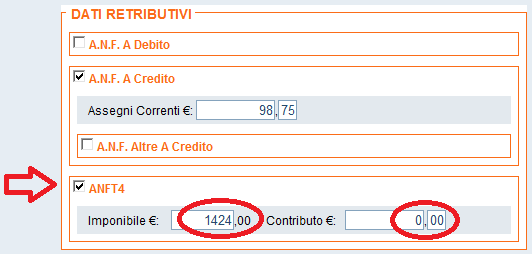 DATI RETRIBUTIVI
A.N.F. A Debito
A.N.F. A Credito
Assegni Correnti €: 98,75
A.N.F. Altre A Credito
ANFT4
Imponibile €: 1424,00 Contributo €: 0,00